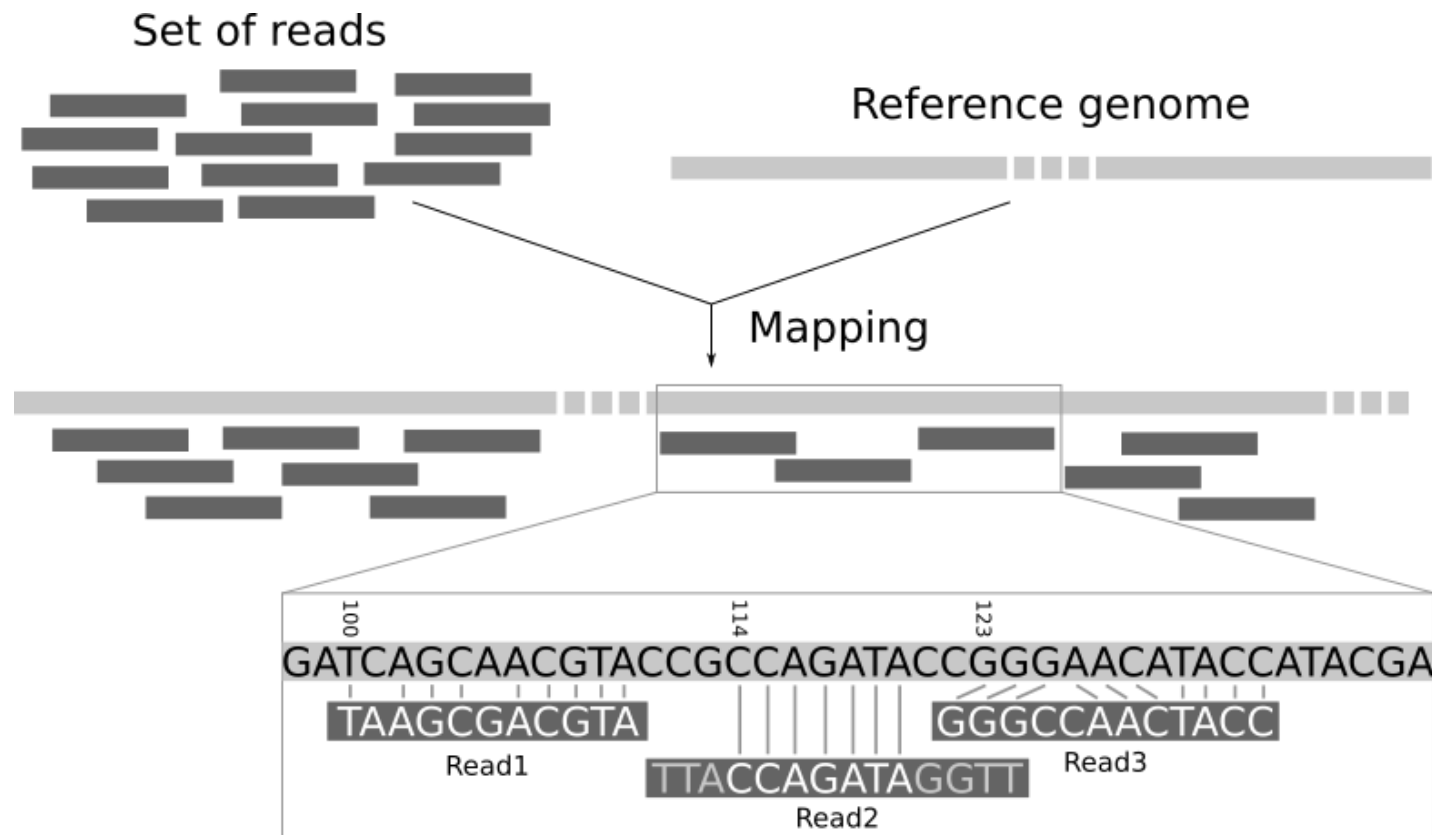 Set of reads
Reference genome
Mapping
100 114 123
GATCAGCAACGTACCGCCAGATACCGGGAACATACCATACGA
TAAGCGACGTA
GGGCCAACTACC
Read1
Read3
TTACCAGATAGGTT
Read2